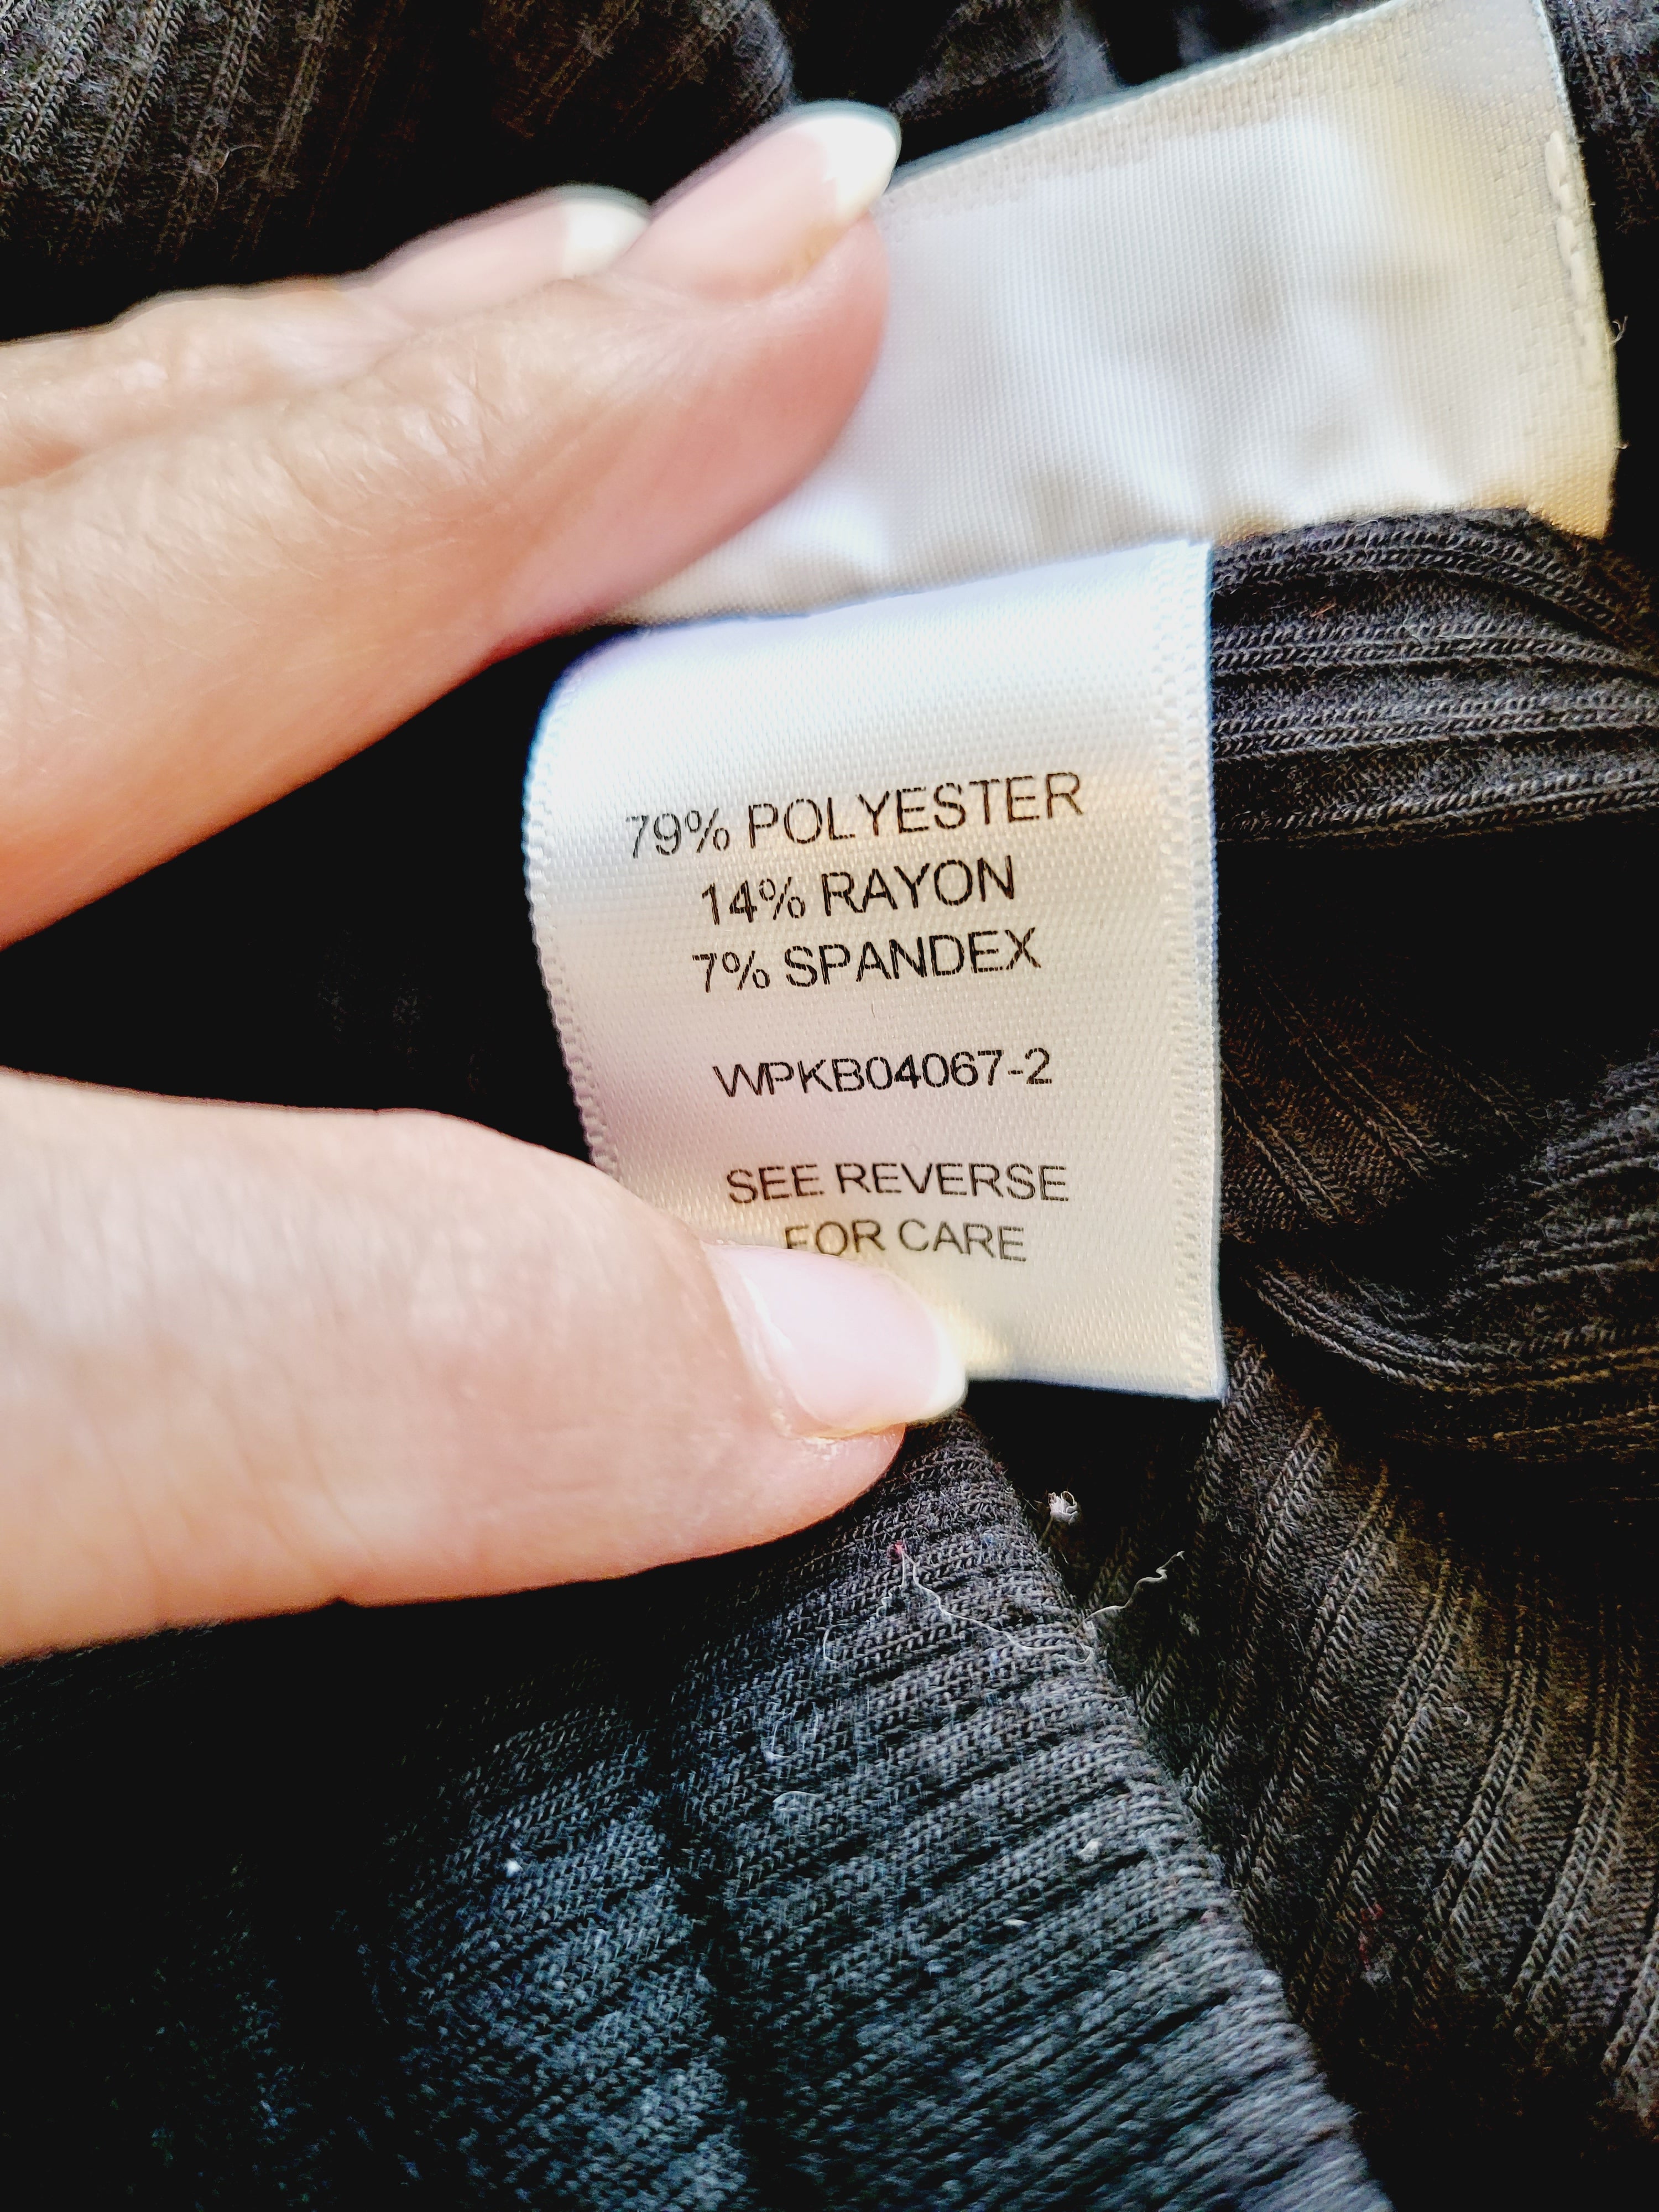 79% POLYESTER
14% RAYON
7% SPANDEX
WPKB04067-2
SEE REVERSE
FOR CARE